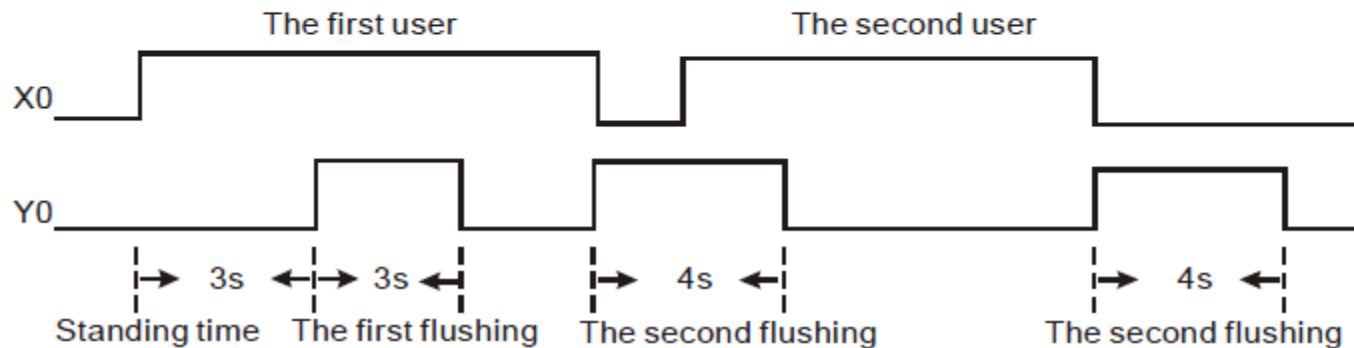 The first user
The second user
X0
Y0
3s
3s
4s
4s
Standing time
The first flushing
The second flushing
The second flushing